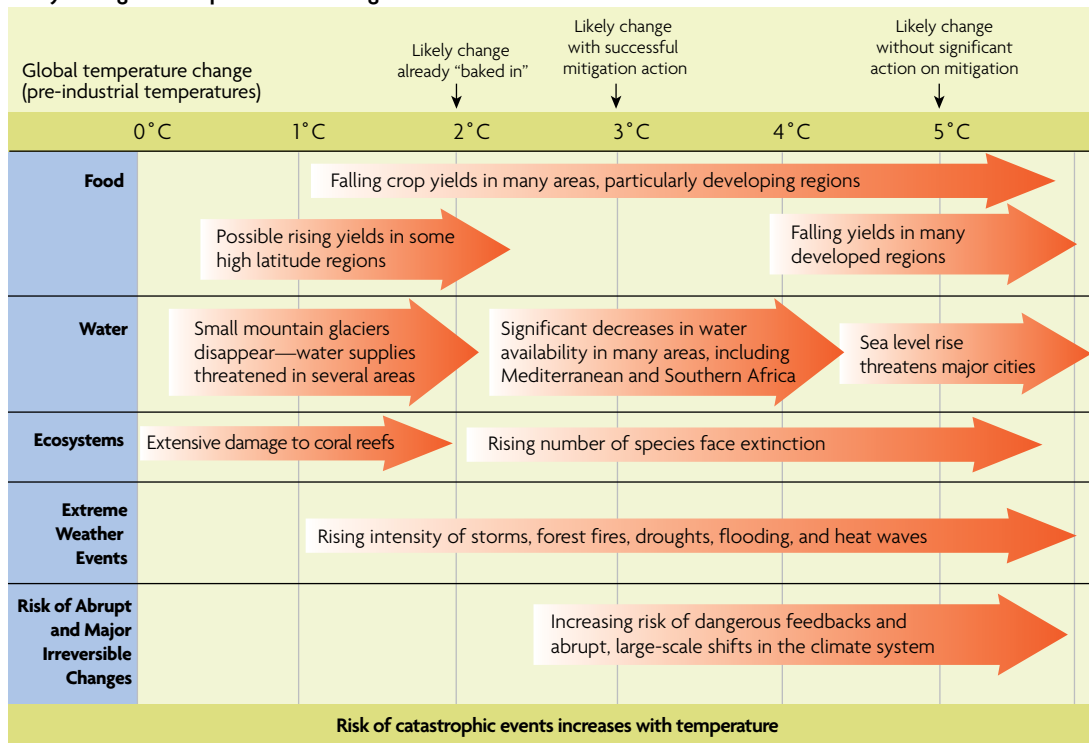 Likely change
already “baked in”
Likely change
with successful
mitigation action
Likely change
without significant
action on mitigation
Global temperature change
(pre-industrial temperatures)
0°C 1°C 2°C 3°C 4°C 5°C
Food
Falling crop yields in many areas, particularly developing regions
Possible rising yields in some
high latitude regions
Falling yields in many
developed regions
Water
Small mountain glaciers
disappear—water supplies
threatened in several areas
Significant decreases in water
availability in many areas, including
Mediterranean and Southern Africa
Sea level rise
threatens major cities
Ecosystems
Extensive damage to coral reefs
Rising number of species face extinction
Extreme
Weather
Events
Rising intensity of storms, forest fires, droughts, flooding, and heat waves
Risk of Abrupt
and Major
Irreversible
Changes
Increasing risk of dangerous feedbacks and
abrupt, large-scale shifts in the climate system
Risk of catastrophic events increases with temperature